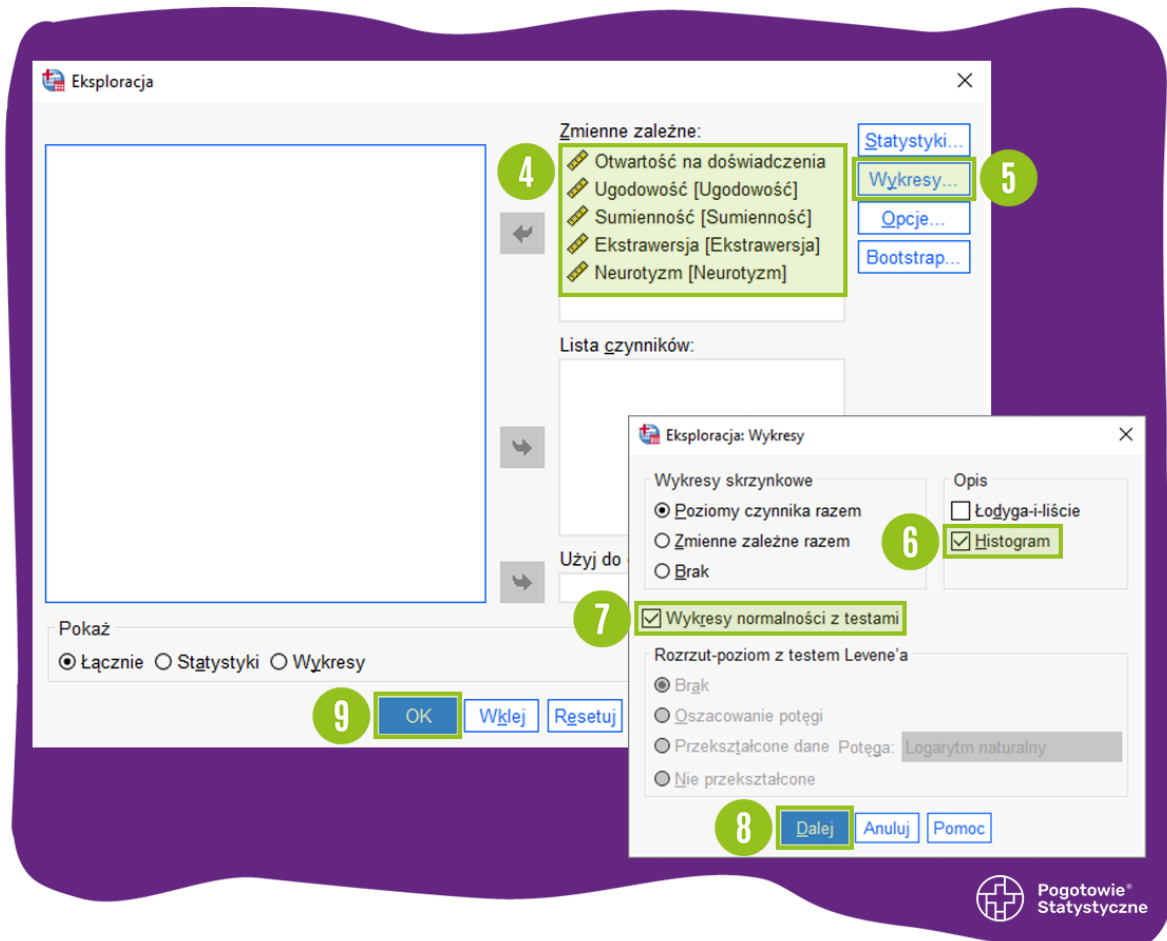 Eksploracja
Zmienne zależne:
4
Otwartość na doświadczenia
Ugodowość [Ugodowość]
Sumienność [Sumienność]
Ekstrawersja [Ekstrawersja]
Neurotyzm [Neurotyzm]
Statystyki...
Wykresy...
5
Opcje...
Bootstrap...
Lista czynników:
Użyj do
Pokaż
Łącznie Statystyki Wykresy
9
OK Wklej Resetuj
Eksploracja: Wykresy
Wykresy skrzynkowe
Poziomy czynnika razem
Zmienne zależne razem
Brak
Opis
Łodyga-i-liście
6
Histogram
7
Wykresy normalności z testami
Rozrzut-poziom z testem Levene'a
Brak
Oszacowanie potęgi
Przekształcone dane Potęga: Logarytm naturalny
Nie przekształcone
8
Dalej Anuluj Pomoc
Pogotowie®
Statystyczne